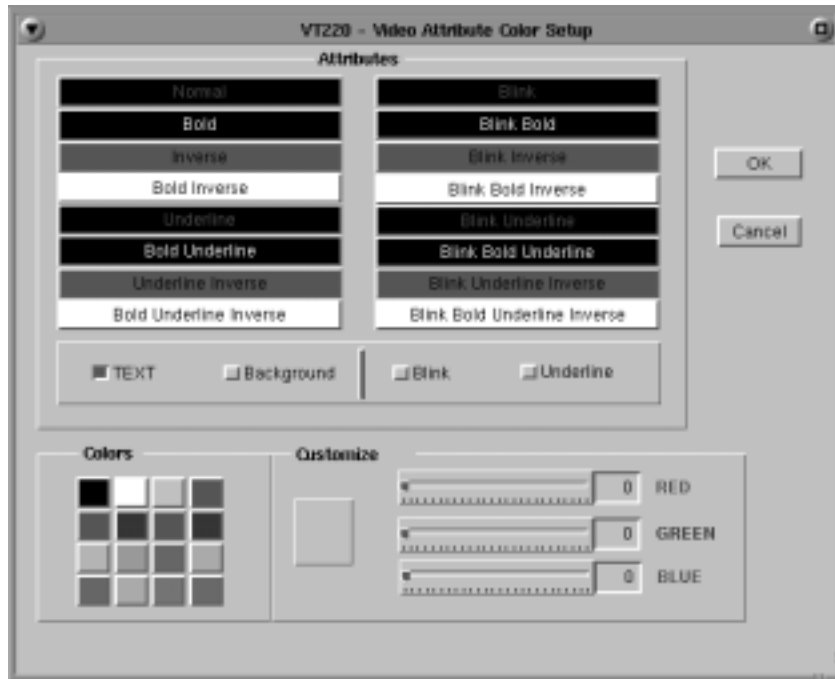 VT220 - Video Attribute Color Setup
Attributes
Normal
Blink
Bold
Blink Bold
Inverse
Blink Inverse
Bold Inverse
Blink Bold Inverse
Underline
Blink Underline
Bold Underline
Blink Bold Underline
Underline Inverse
Blink Underline Inverse
Bold Underline Inverse
Blink Bold Underline Inverse
OK
Cancel
TEXT
Background
Blink
Underline
Colors
Customize
0 RED
0 GREEN
0 BLUE